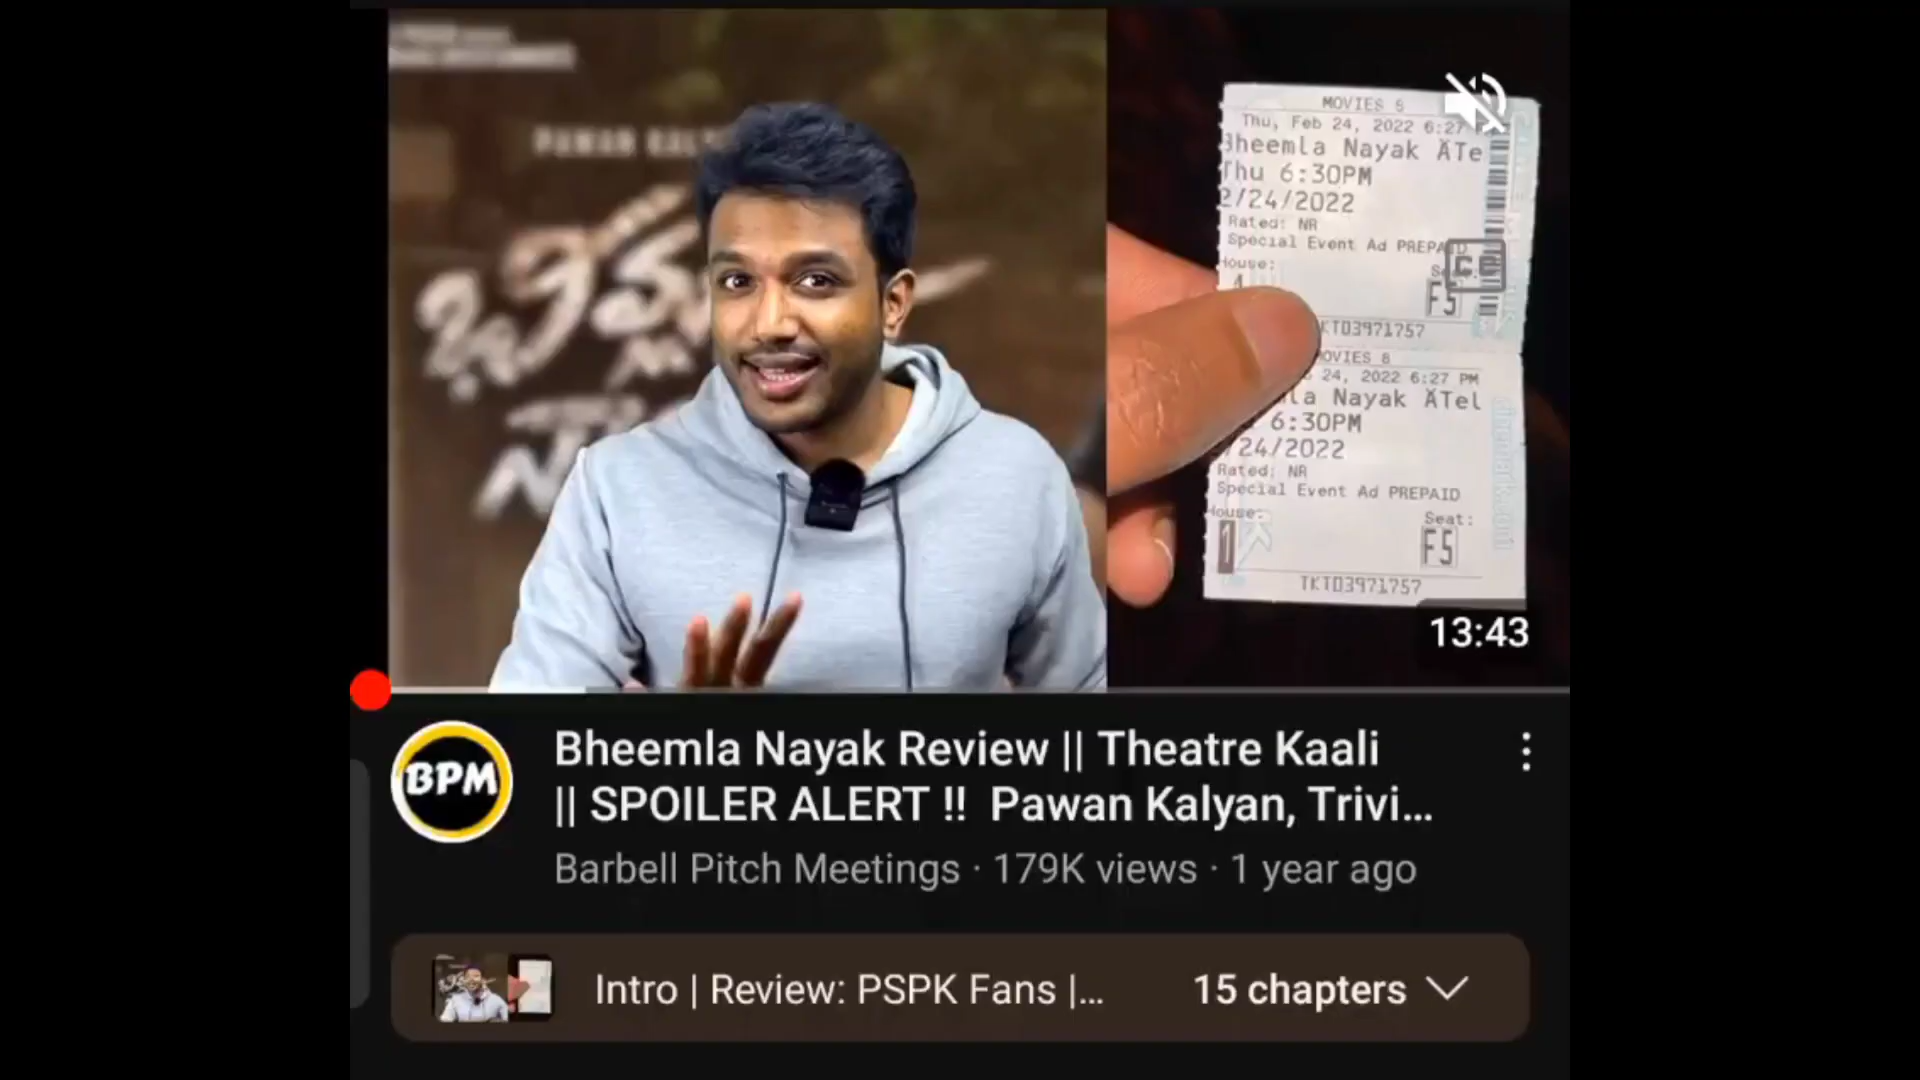 PAWAN KALY
భీమ్లా
MOVIES 8
Thu, Feb 24, 2022 6:27
Bheemla Nayak ÄTe
Thu 6:30PM
2/24/2022
Rated: NR
Special Event Ad PREPAID
House:
4
F5
KT03971757
MOVIES 8
24, 2022 6:27 PM
la Nayak ÄTel
6:30PM
/24/2022
Rated: NR
Special Event Ad PREPAID
House:
Seat:
1
F5
TKT03971757
13:43
BPM
Bheemla Nayak Review || Theatre Kaali
|| SPOILER ALERT !! Pawan Kalyan, Trivi...
Barbell Pitch Meetings · 179K views · 1 year ago
Intro | Review: PSPK Fans |...
15 chapters